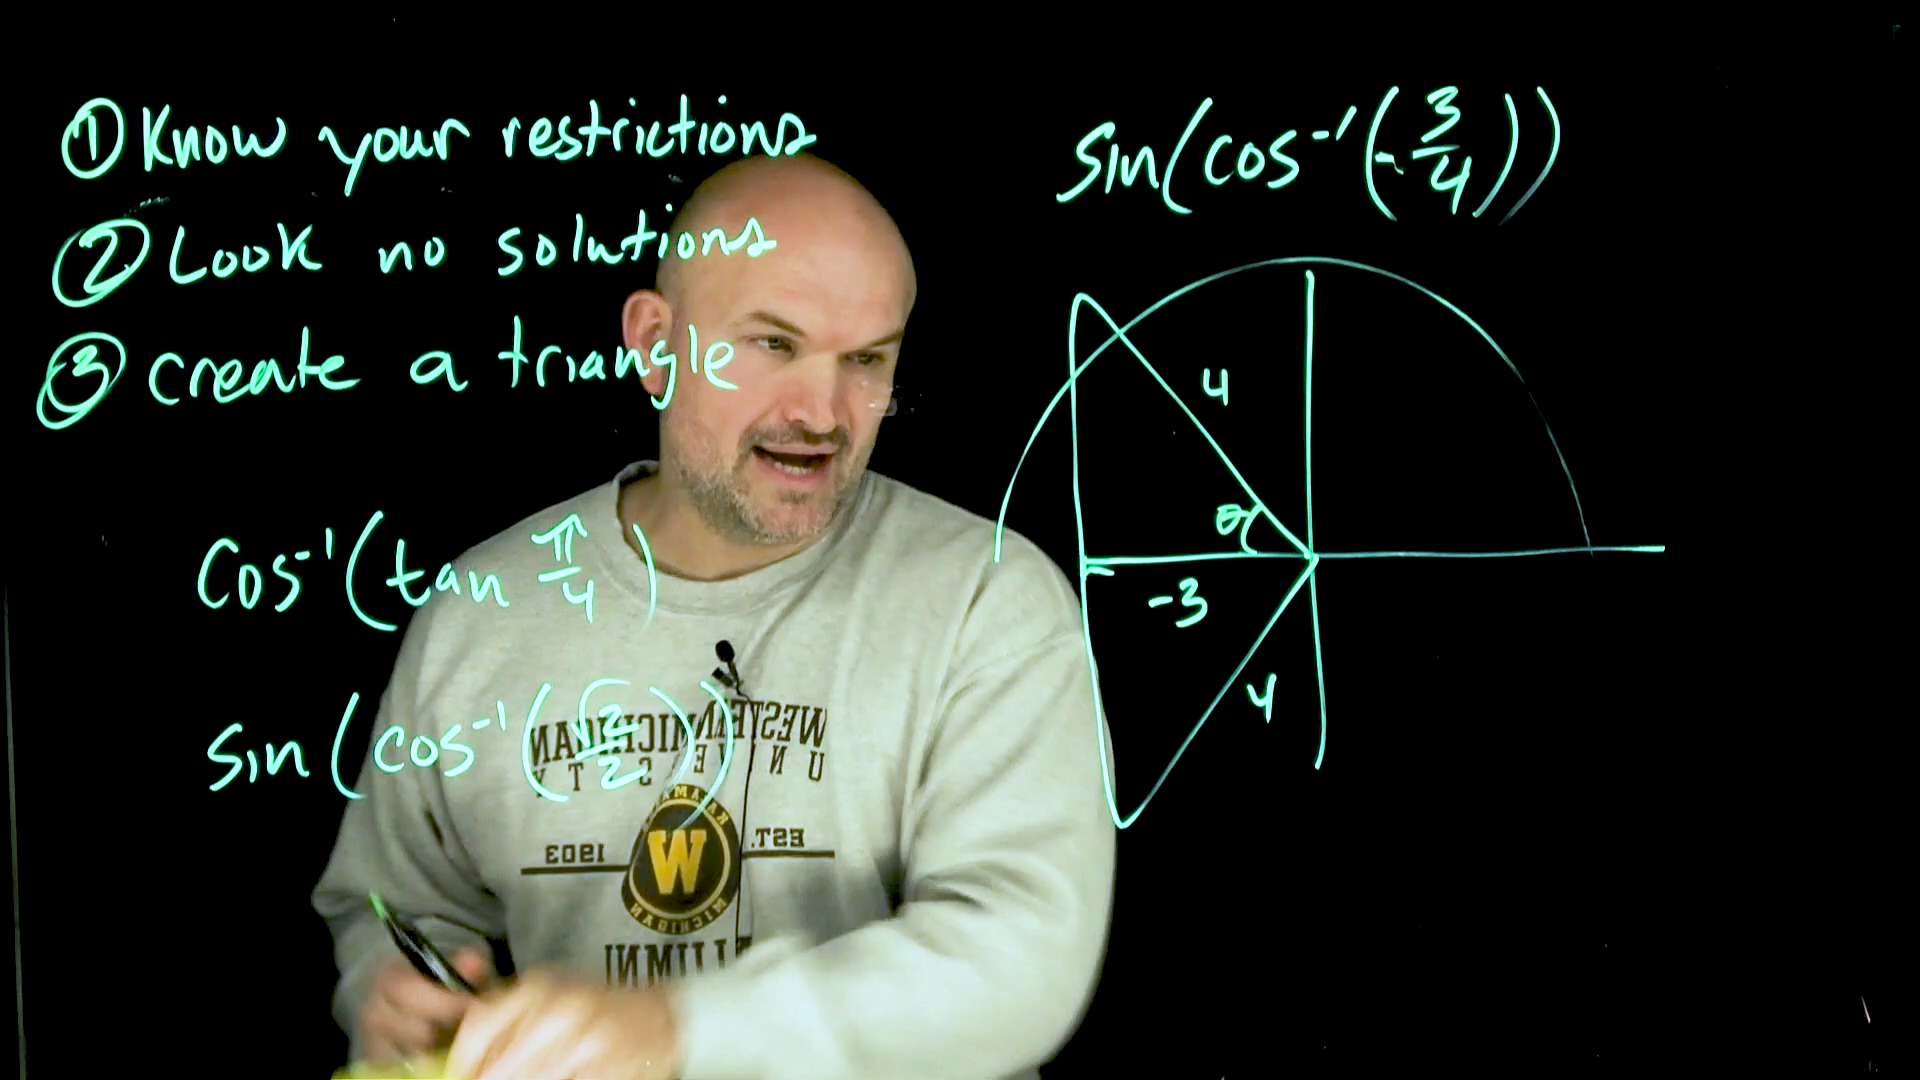 ① Know your restrictions
② Look no solutions
③ create a triangle
cos⁻¹(tan π/4)
sin(cos⁻¹(√2/2))
sin(cos⁻¹(-3/4))
4
θ
-3
4
WESTERN MICHIGAN
EST. 1903
W
MICHIGAN
ALUMNI